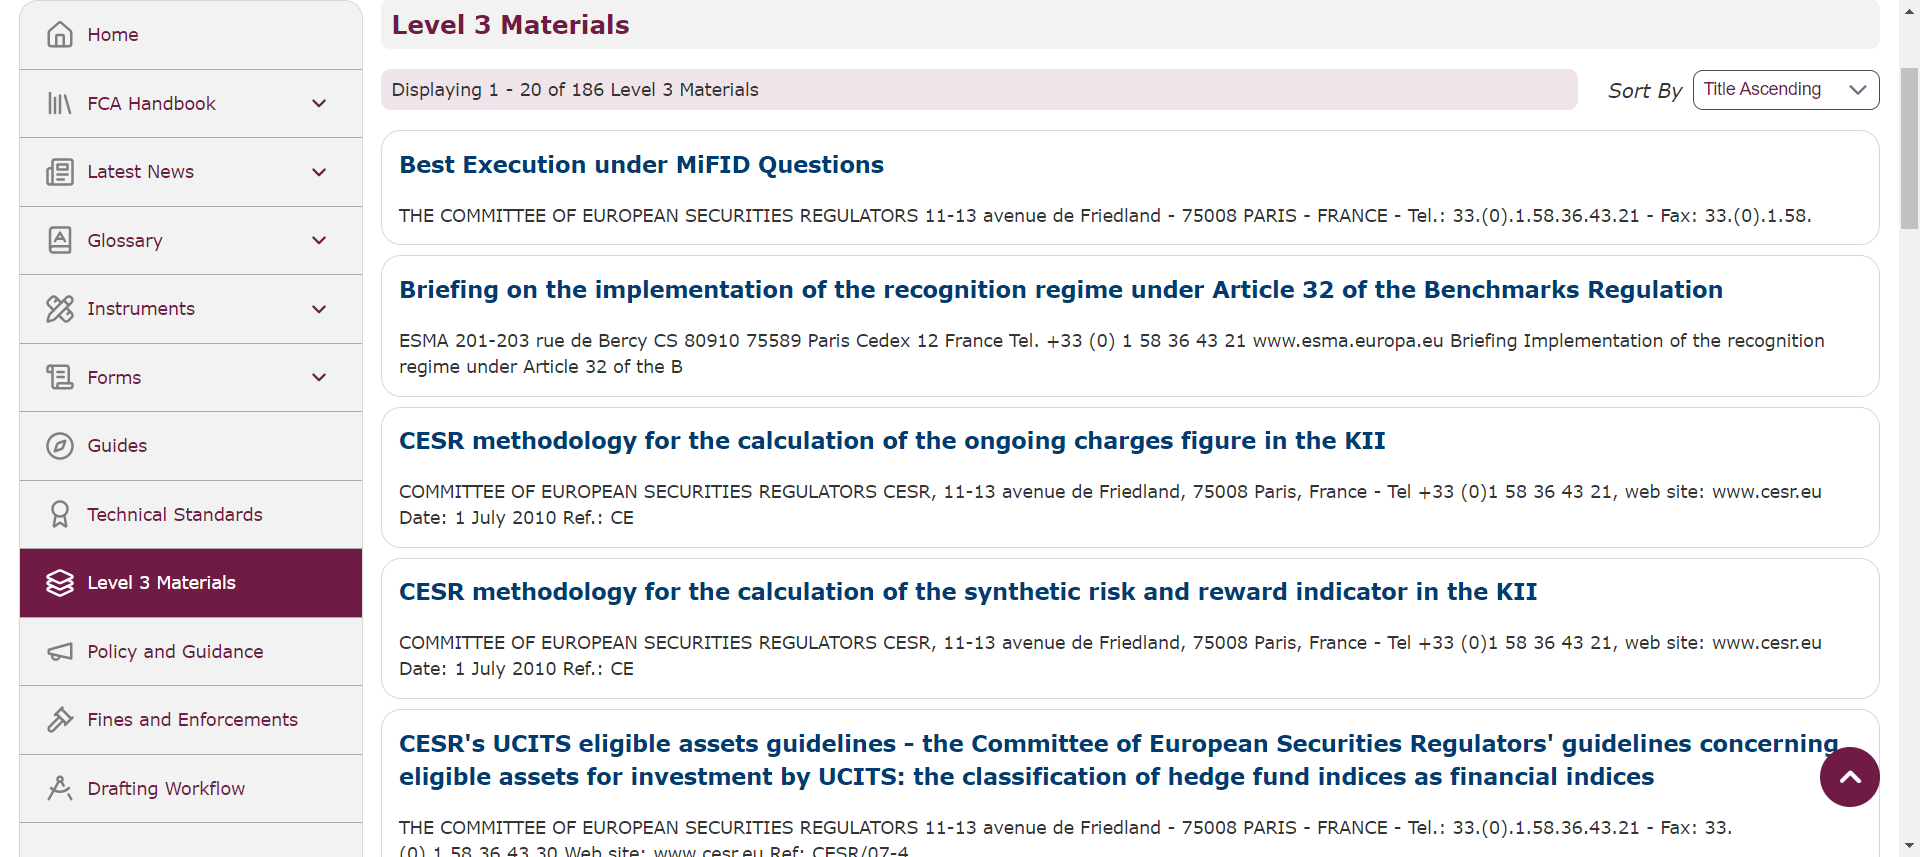 Home
FCA Handbook
Latest News
Glossary
Instruments
Forms
Guides
Technical Standards
Level 3 Materials
Policy and Guidance
Fines and Enforcements
Drafting Workflow
Level 3 Materials
Displaying 1 - 20 of 186 Level 3 Materials
Sort By
Title Ascending
Best Execution under MiFID Questions
THE COMMITTEE OF EUROPEAN SECURITIES REGULATORS 11-13 avenue de Friedland - 75008 PARIS - FRANCE - Tel.: 33.(0).1.58.36.43.21 - Fax: 33.(0).1.58.
Briefing on the implementation of the recognition regime under Article 32 of the Benchmarks Regulation
ESMA 201-203 rue de Bercy CS 80910 75589 Paris Cedex 12 France Tel. +33 (0) 1 58 36 43 21 www.esma.europa.eu Briefing Implementation of the recognition
regime under Article 32 of the B
CESR methodology for the calculation of the ongoing charges figure in the KII
COMMITTEE OF EUROPEAN SECURITIES REGULATORS CESR, 11-13 avenue de Friedland, 75008 Paris, France - Tel +33 (0)1 58 36 43 21, web site: www.cesr.eu
Date: 1 July 2010 Ref.: CE
CESR methodology for the calculation of the synthetic risk and reward indicator in the KII
COMMITTEE OF EUROPEAN SECURITIES REGULATORS CESR, 11-13 avenue de Friedland, 75008 Paris, France - Tel +33 (0)1 58 36 43 21, web site: www.cesr.eu
Date: 1 July 2010 Ref.: CE
CESR's UCITS eligible assets guidelines - the Committee of European Securities Regulators' guidelines concerning
eligible assets for investment by UCITS: the classification of hedge fund indices as financial indices
THE COMMITTEE OF EUROPEAN SECURITIES REGULATORS 11-13 avenue de Friedland - 75008 PARIS - FRANCE - Tel.: 33.(0).1.58.36.43.21 - Fax: 33.
(0).1.58.36.43.30 Web site: www.cesr.eu Ref: CESR/07-4